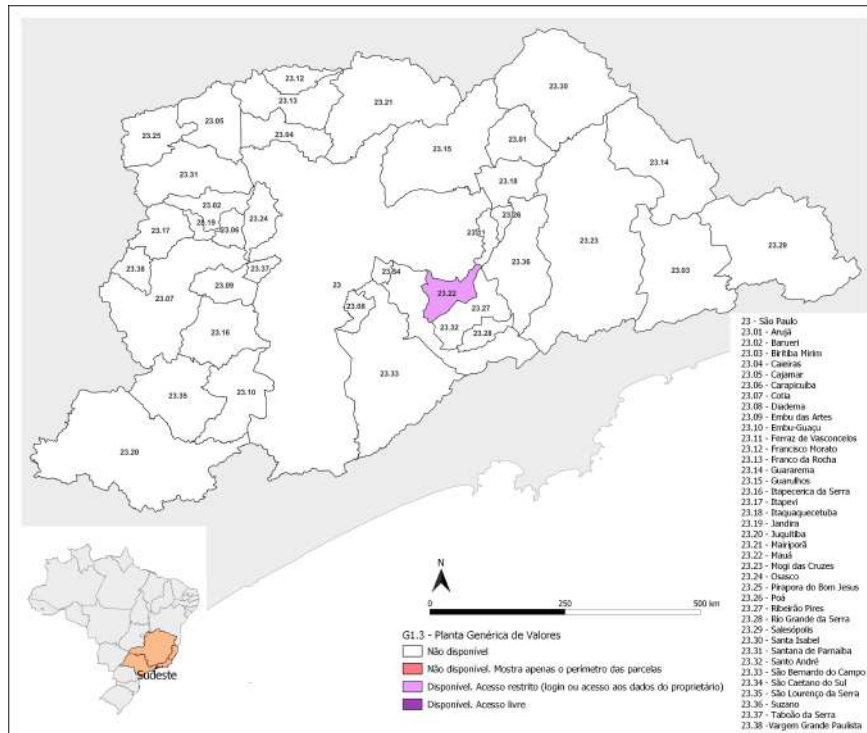 23.12
23.30
23.13
23.21
23.05
23.25
23.04
23.01
23.15
23.14
23.31
23.18
23.02
23.26
23.24
23.19
23.06
23.17
23.11
23.23
23.29
23.36
23.38
23.37
23.03
23.54
23
23.09
23.22
23.07
23.08
23.27
23.16
23.32
23.28
23.33
23.10
23.35
23.20
23 - São Paulo
23.01 - Arujá
23.02 - Barueri
23.03 - Biritiba Mirim
23.04 - Caieiras
23.05 - Cajamar
23.06 - Carapicuíba
23.07 - Cotia
23.08 - Diadema
23.09 - Embu das Artes
23.10 - Embu-Guaçu
23.11 - Ferraz de Vasconcelos
23.12 - Francisco Morato
23.13 - Franco da Rocha
23.14 - Guararema
23.15 - Guarulhos
23.16 - Itapecerica da Serra
23.17 - Itapevi
23.18 - Itaquaquecetuba
23.19 - Jandira
23.20 - Juquitiba
23.21 - Mairiporã
23.22 - Mauá
23.23 - Mogi das Cruzes
23.24 - Osasco
23.25 - Pirapora do Bom Jesus
23.26 - Poá
23.27 - Ribeirão Pires
23.28 - Rio Grande da Serra
23.29 - Salesópolis
23.30 - Santa Isabel
23.31 - Santana de Parnaíba
23.32 - Santo André
23.33 - São Bernardo do Campo
23.34 - São Caetano do Sul
23.35 - São Lourenço da Serra
23.36 - Suzano
23.37 - Taboão da Serra
23.38 - Vargem Grande Paulista
N
0 250 500 km
G1.3 - Planta Genérica de Valores
Não disponível
Não disponível. Mostra apenas o perímetro das parcelas
Disponível. Acesso restrito (login ou acesso aos dados do proprietário)
Disponível. Acesso livre
Sudeste